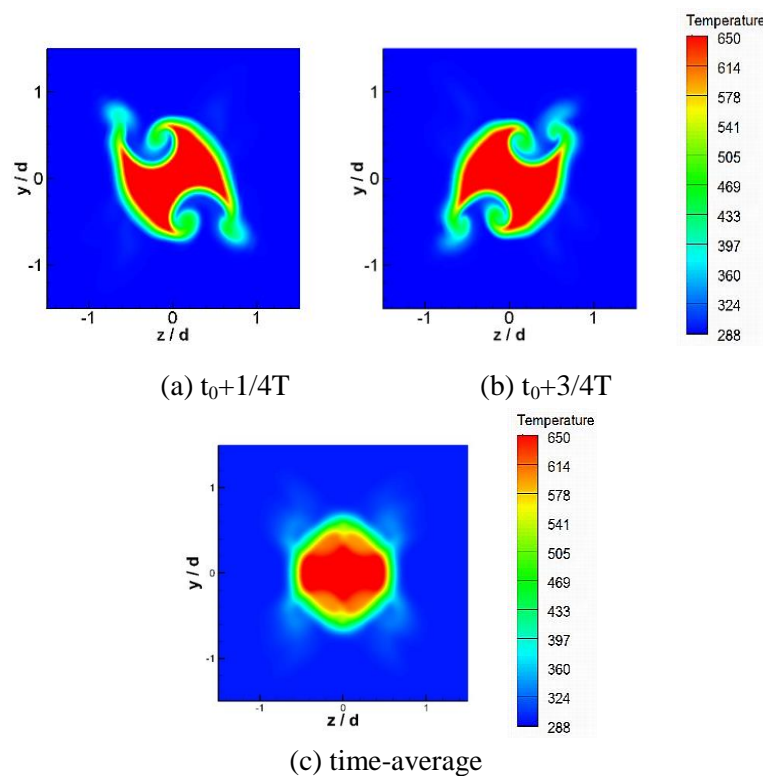 Temperature
650
614
578
541
505
469
433
397
360
324
288
y / d
1
0
-1
-1 0 1
z / d
y / d
1
0
-1
-1 0 1
z / d
(a) t₀+1/4T (b) t₀+3/4T
Temperature
650
614
578
541
505
469
433
397
360
324
288
y / d
1
0
-1
-1 0 1
z / d
(c) time-average